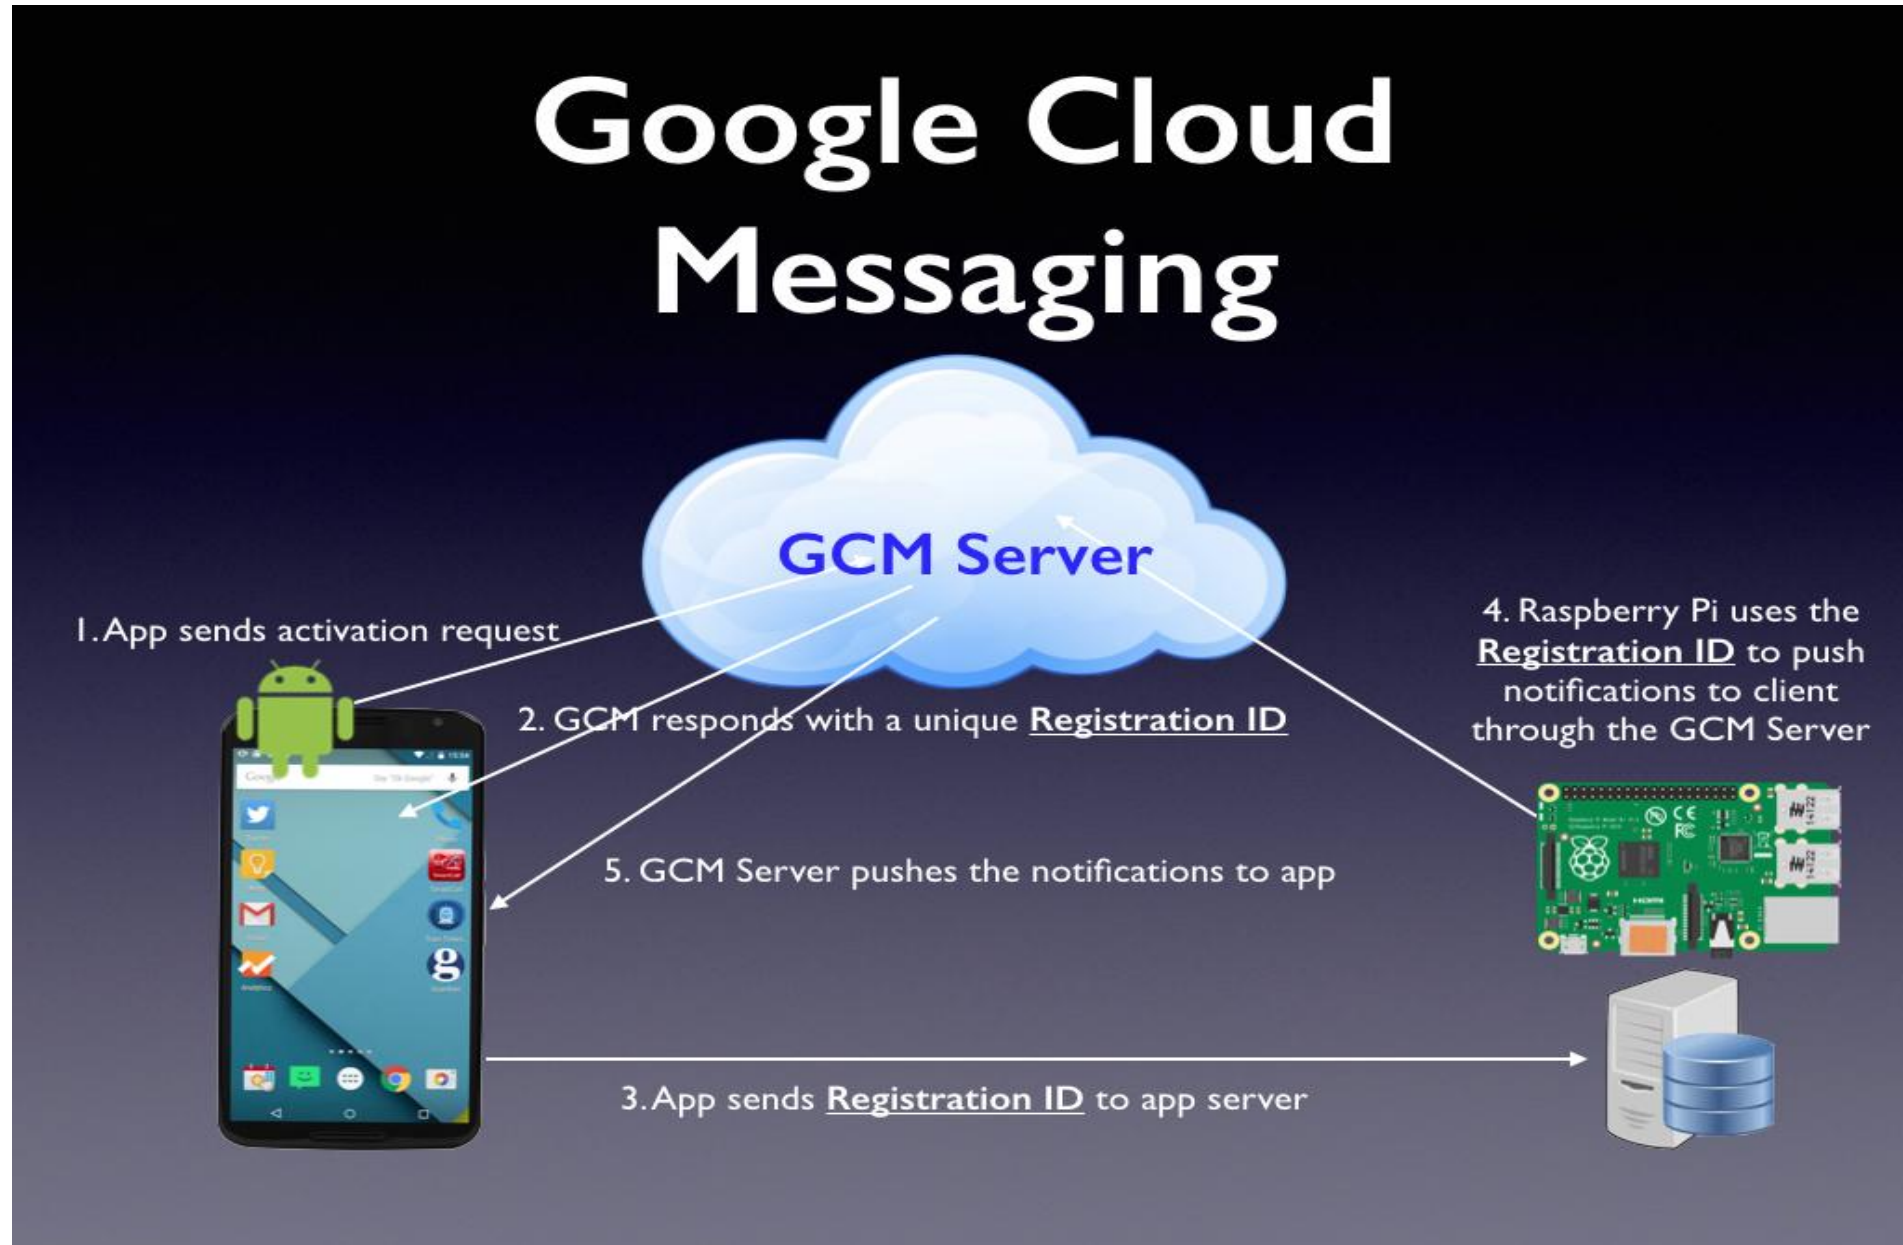 Google Cloud
Messaging
GCM Server
1. App sends activation request
2. GCM responds with a unique Registration ID
4. Raspberry Pi uses the
Registration ID to push
notifications to client
through the GCM Server
5. GCM Server pushes the notifications to app
3. App sends Registration ID to app server